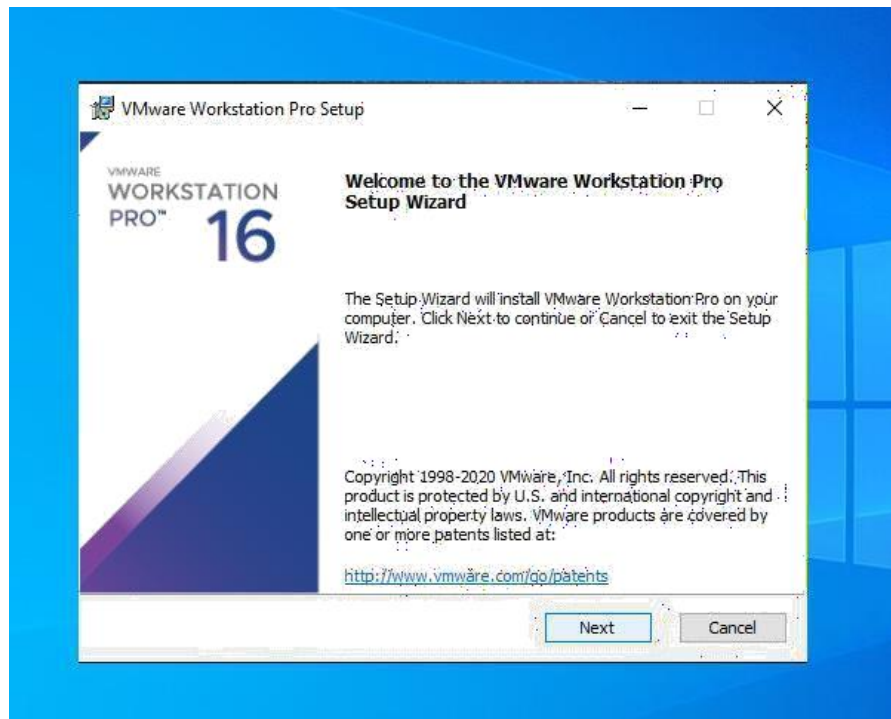 VMware Workstation Pro Setup
VMWARE
WORKSTATION
PRO™ 16
Welcome to the VMware Workstation Pro
Setup Wizard
The Setup Wizard will install VMware Workstation Pro on your
computer. Click Next to continue or Cancel to exit the Setup
Wizard.
Copyright 1998-2020 VMware, Inc. All rights reserved. This
product is protected by U.S. and international copyright and
intellectual property laws. VMware products are covered by
one or more patents listed at:
http://www.vmware.com/go/patents
Next
Cancel